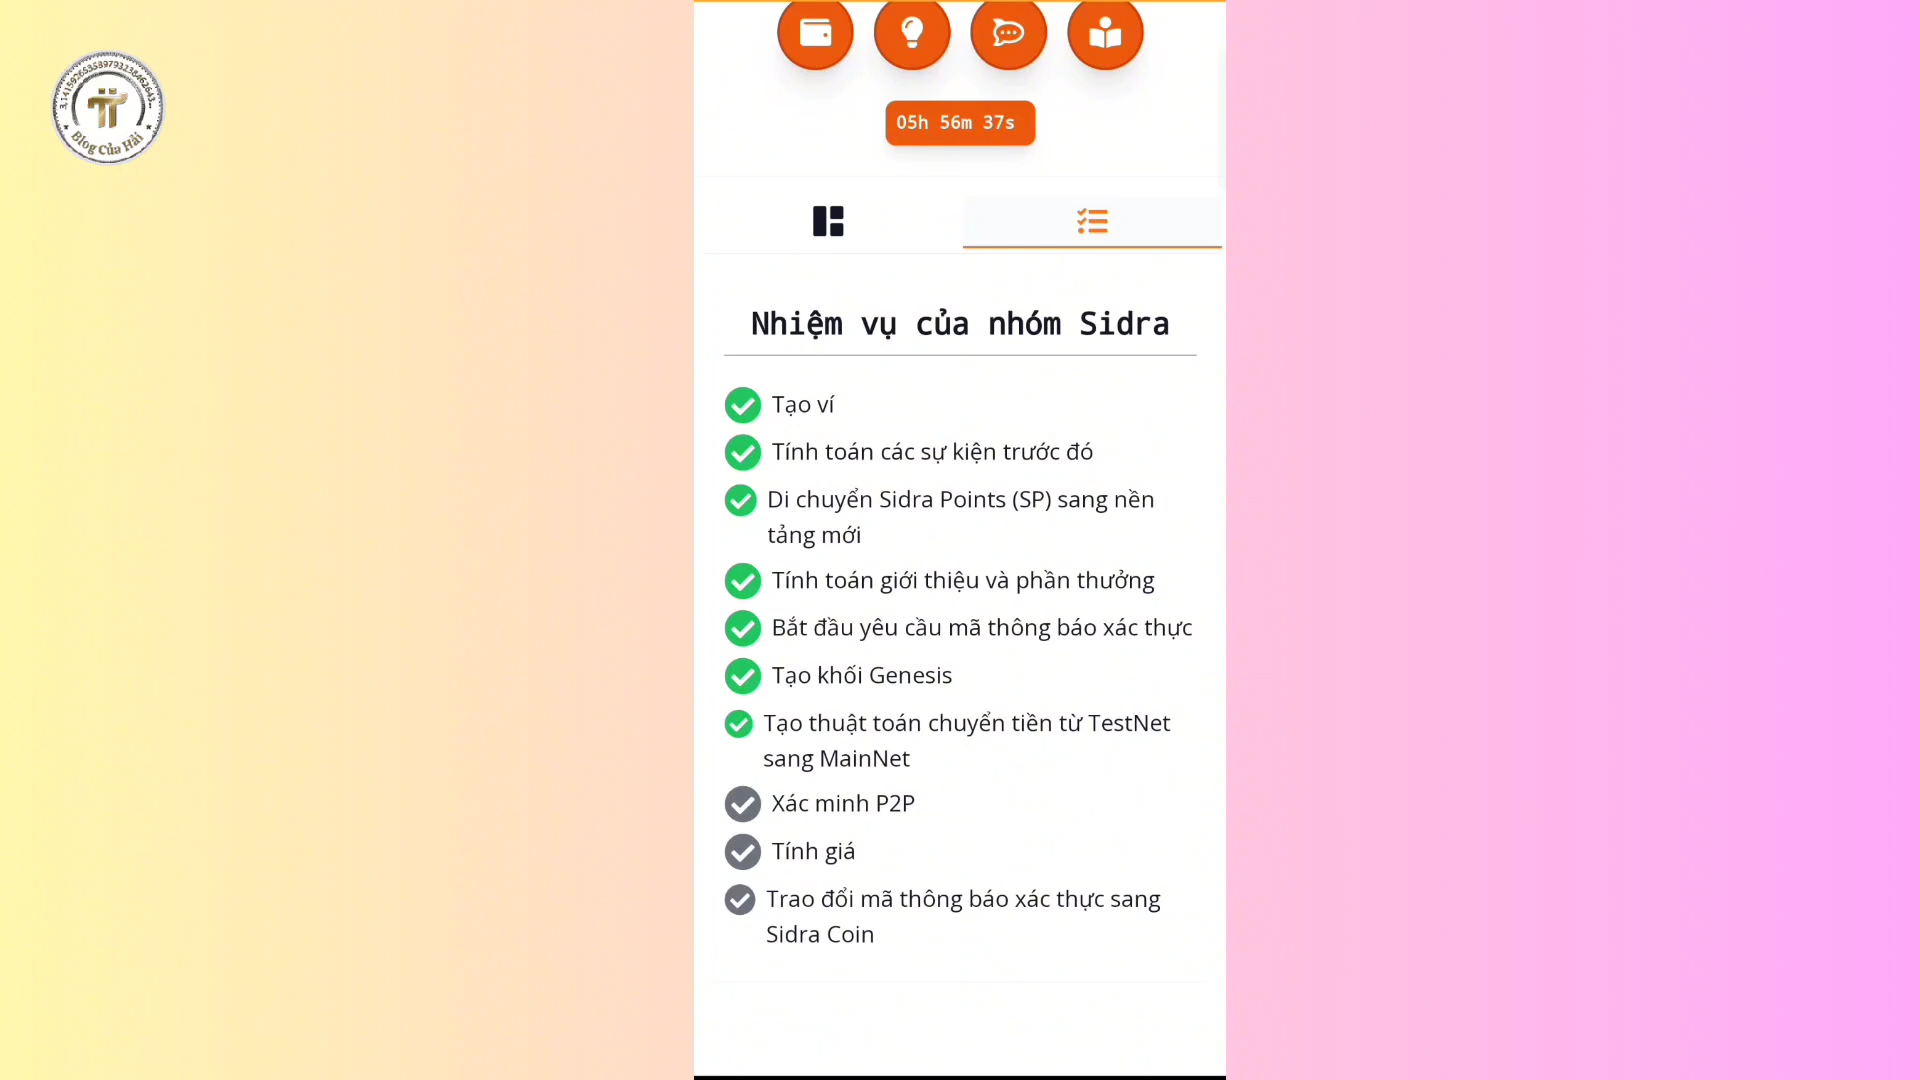 3,14159265358979323846262643...
Blog Của Hải
05h 56m 37s
Nhiệm vụ của nhóm Sidra
Tạo ví
Tính toán các sự kiện trước đó
Di chuyển Sidra Points (SP) sang nền
tảng mới
Tính toán giới thiệu và phần thưởng
Bắt đầu yêu cầu mã thông báo xác thực
Tạo khối Genesis
Tạo thuật toán chuyển tiền từ TestNet
sang MainNet
Xác minh P2P
Tính giá
Trao đổi mã thông báo xác thực sang
Sidra Coin